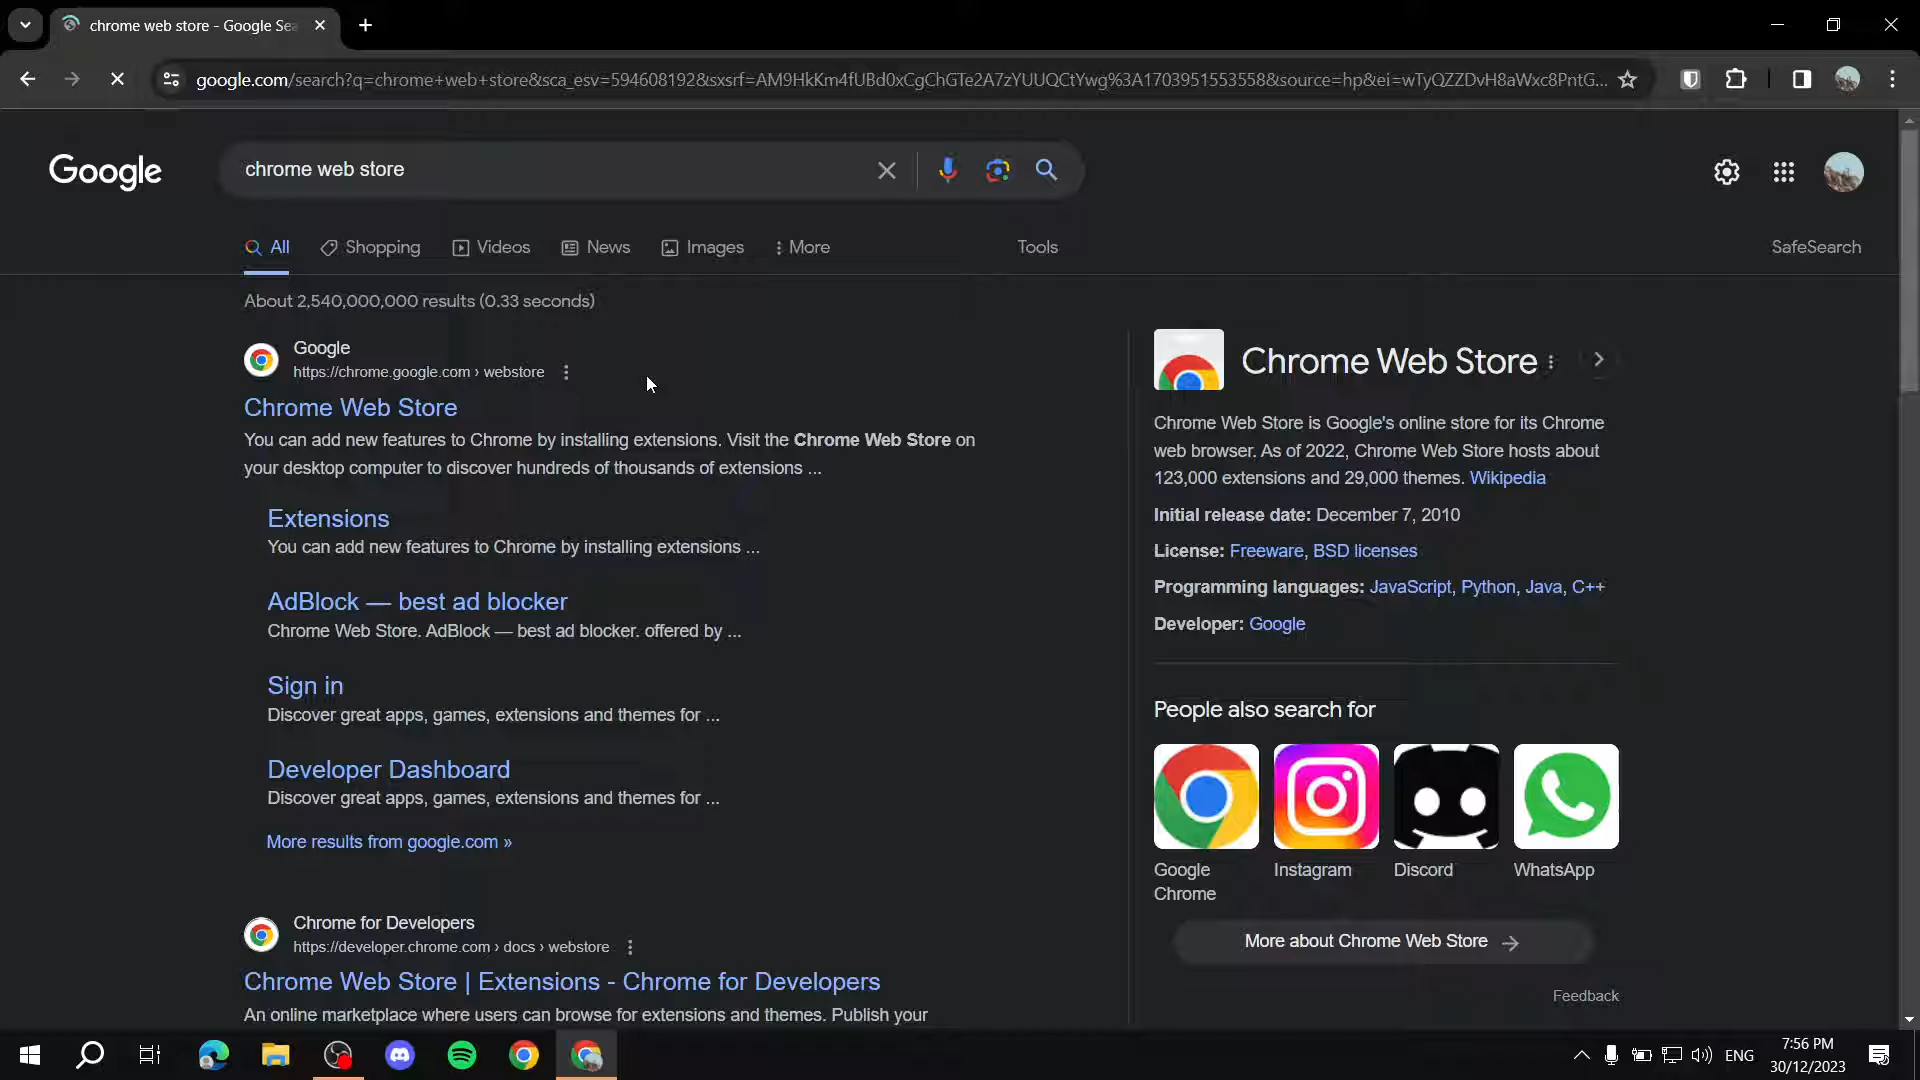 chrome web store - Google Sea
google.com/search?q=chrome+web+store&sca_esv=594608192&sxsrf=AM9HkKm4fUBd0xCgChGTe2A7zYUUQCtYwg%3A1703951553558&source=hp&ei=wTyQZZDvH8aWxc8PntG...
Google
chrome web store
All
Shopping
Videos
News
Images
More
Tools
SafeSearch
About 2,540,000,000 results (0.33 seconds)
Google
https://chrome.google.com › webstore
Chrome Web Store
You can add new features to Chrome by installing extensions. Visit the Chrome Web Store on
your desktop computer to discover hundreds of thousands of extensions ...
Extensions
You can add new features to Chrome by installing extensions ...
AdBlock — best ad blocker
Chrome Web Store. AdBlock — best ad blocker. offered by ...
Sign in
Discover great apps, games, extensions and themes for ...
Developer Dashboard
Discover great apps, games, extensions and themes for ...
More results from google.com »
Chrome for Developers
https://developer.chrome.com › docs › webstore
Chrome Web Store | Extensions - Chrome for Developers
An online marketplace where users can browse for extensions and themes. Publish your
Chrome Web Store
Chrome Web Store is Google's online store for its Chrome
web browser. As of 2022, Chrome Web Store hosts about
123,000 extensions and 29,000 themes. Wikipedia
Initial release date: December 7, 2010
License: Freeware, BSD licenses
Programming languages: JavaScript, Python, Java, C++
Developer: Google
People also search for
Google
Chrome
Instagram
Discord
WhatsApp
More about Chrome Web Store
Feedback
ENG
7:56 PM
30/12/2023